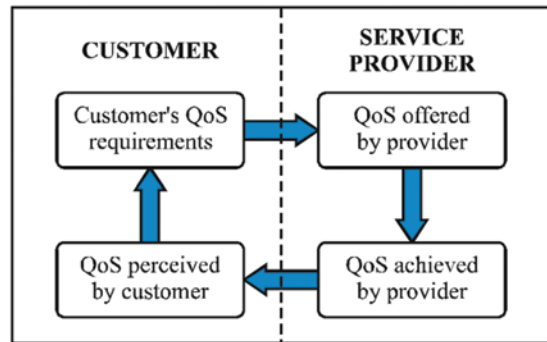 CUSTOMER
SERVICE
PROVIDER
Customer's QoS
requirements
QoS offered
by provider
QoS perceived
by customer
QoS achieved
by provider